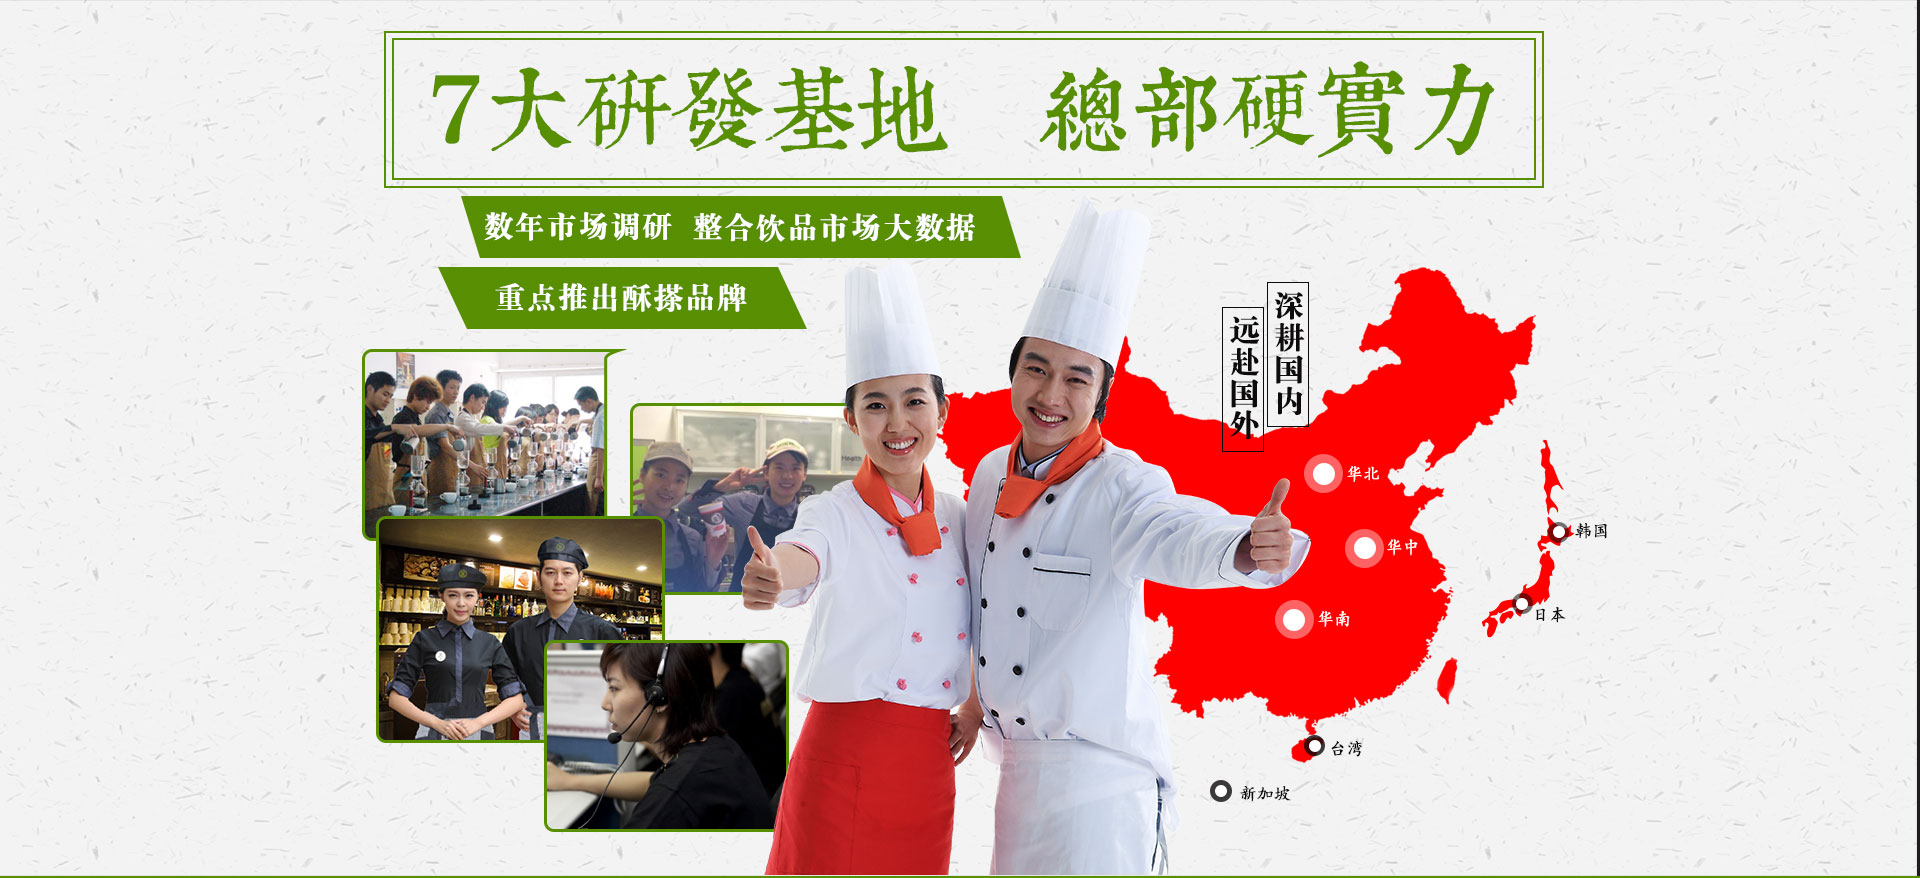 7大研發基地 總部硬實力
数年市场调研 整合饮品市场大数据
重点推出酥搽品牌
深耕国内
远赴国外
华北
华中
华南
韩国
日本
台湾
新加坡